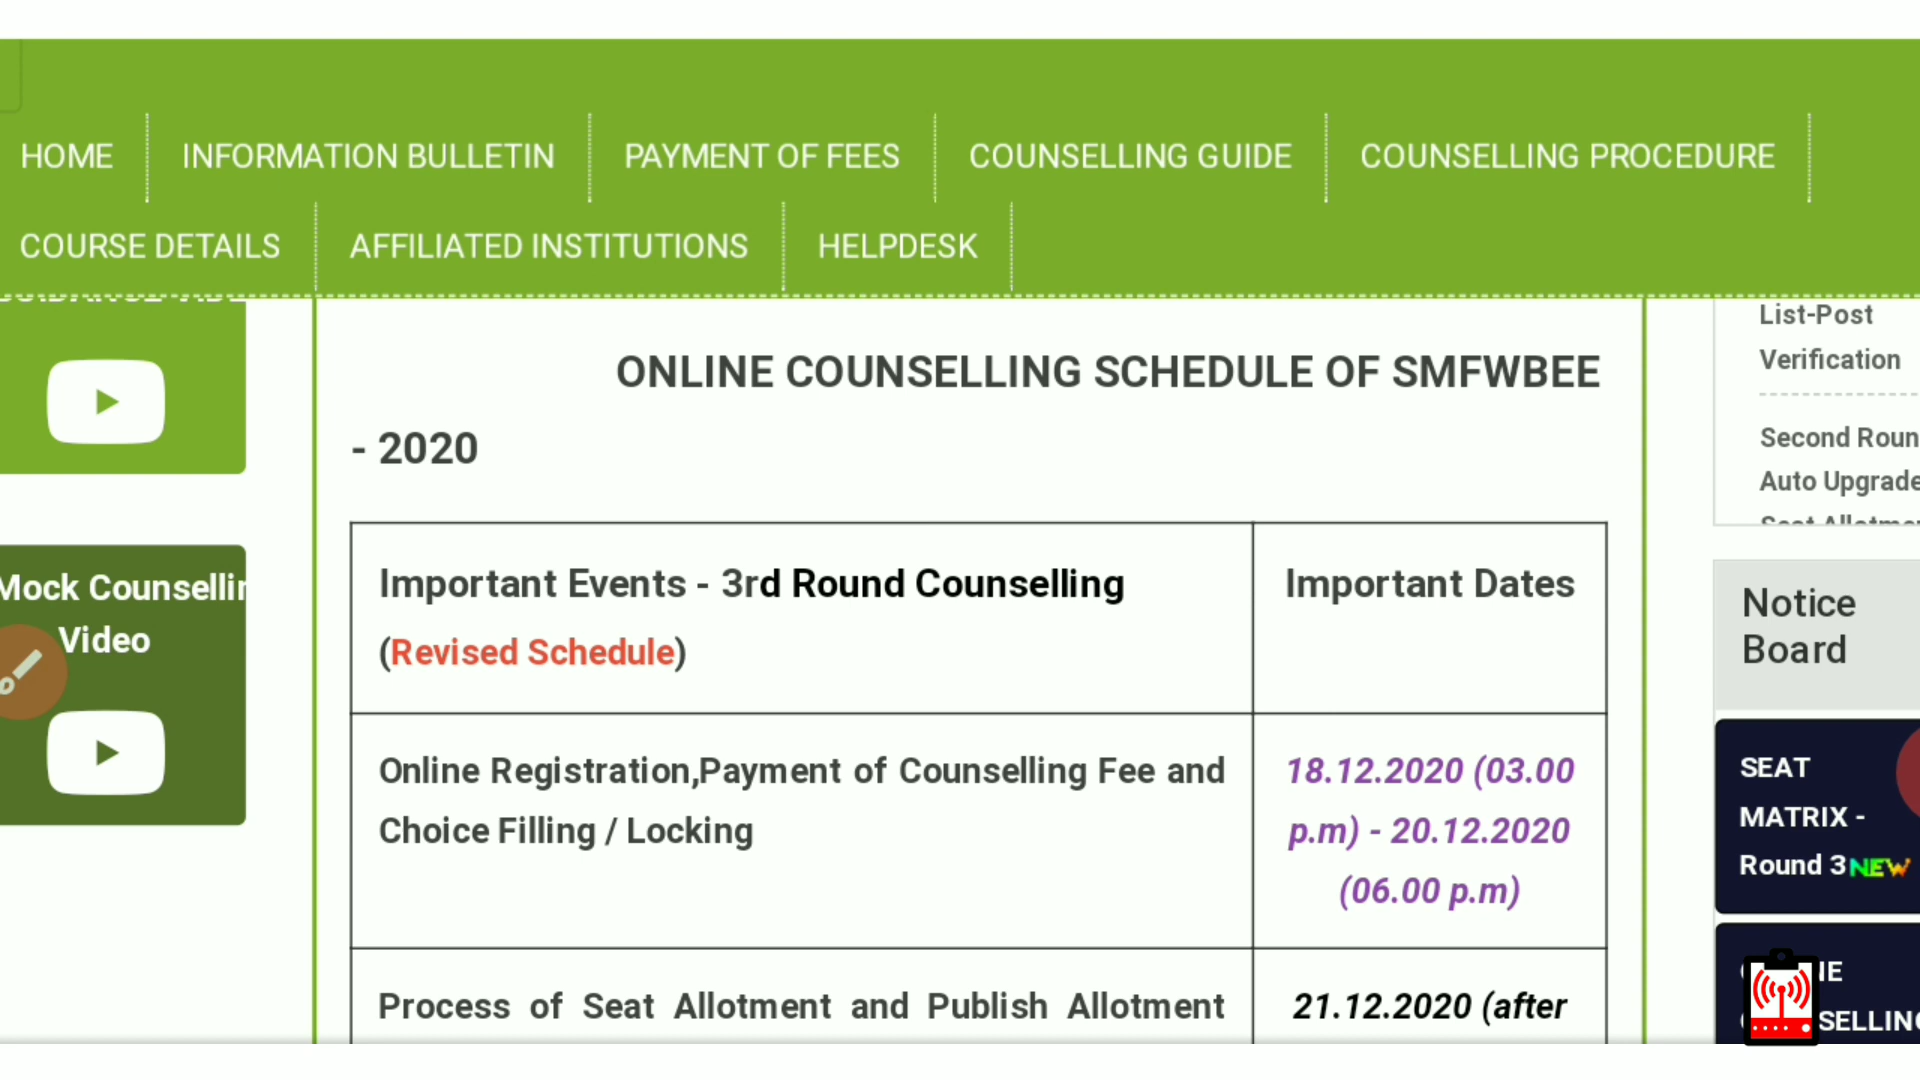 HOME
INFORMATION BULLETIN
PAYMENT OF FEES
COUNSELLING GUIDE
COUNSELLING PROCEDURE
COURSE DETAILS
AFFILIATED INSTITUTIONS
HELPDESK
Mock Counsellin
Video
ONLINE COUNSELLING SCHEDULE OF SMFWBEE
- 2020
Important Events - 3rd Round Counselling
(Revised Schedule)
Important Dates
Online Registration,Payment of Counselling Fee and
Choice Filling / Locking
18.12.2020 (03.00
p.m) - 20.12.2020
(06.00 p.m)
Process of Seat Allotment and Publish Allotment
21.12.2020 (after
List-Post
Verification
Second Roun
Auto Upgrade
Notice
Board
SEAT
MATRIX -
Round 3 NEW